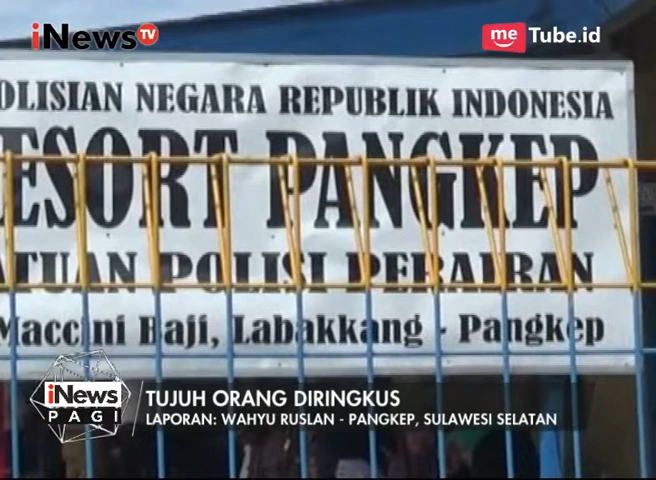 iNews TV
me Tube.id
OLISIAN NEGARA REPUBLIK INDONESIA
ESORT PANGKEP
ATUAN POLISI PERAIRAN
Maccini Baji, Labakkang - Pangkep
iNews
PAGI
TUJUH ORANG DIRINGKUS
LAPORAN: WAHYU RUSLAN - PANGKEP, SULAWESI SELATAN